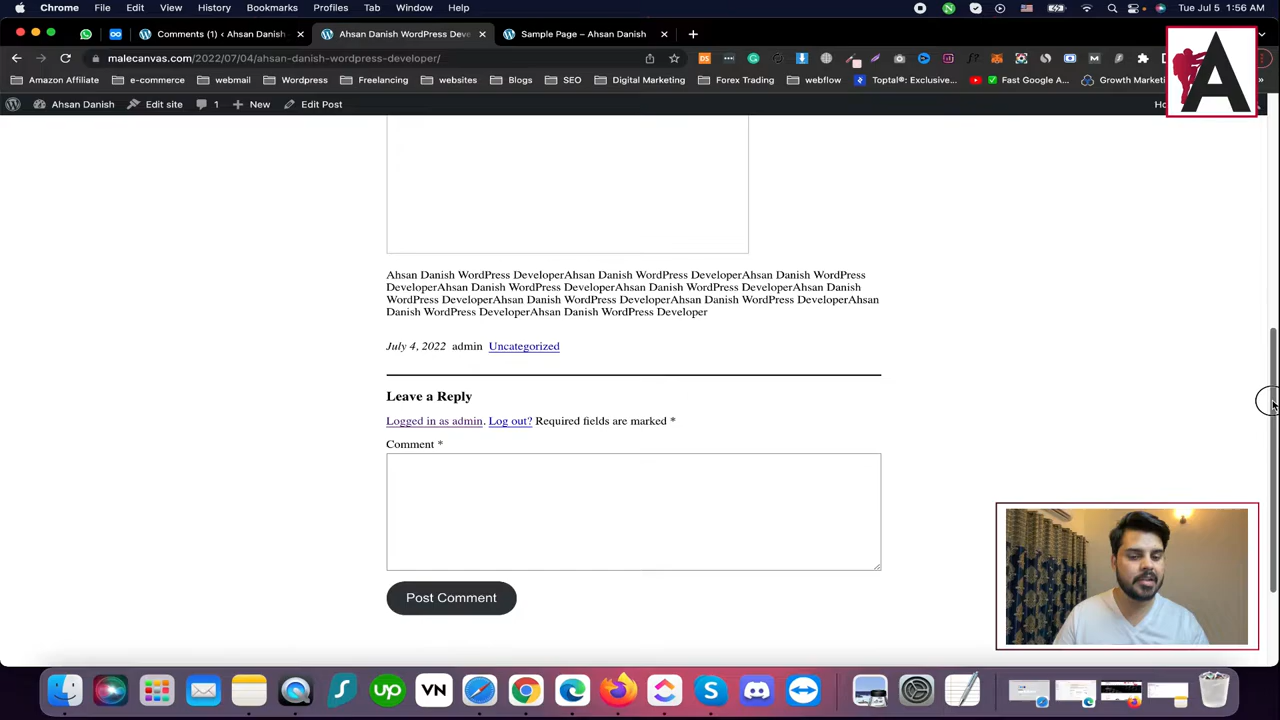 Chrome File Edit View History Bookmarks Profiles Tab Window Help Tue Jul 5 1:56 AM
Comments (1) ‹ Ahsan Danish
Ahsan Danish WordPress Deve
Sample Page – Ahsan Danish
malecanvas.com/2022/07/04/ahsan-danish-wordpress-developer/
Amazon Affiliate e-commerce webmail Wordpress Freelancing websites Blogs SEO Digital Marketing Forex Trading webflow Toptal®: Exclusive... Fast Google A... Growth Market
Ahsan Danish Edit site 1 New Edit Post
A
Ahsan Danish WordPress DeveloperAhsan Danish WordPress DeveloperAhsan Danish WordPress
DeveloperAhsan Danish WordPress DeveloperAhsan Danish WordPress DeveloperAhsan Danish
WordPress DeveloperAhsan Danish WordPress DeveloperAhsan Danish WordPress DeveloperAhsan
Danish WordPress DeveloperAhsan Danish WordPress Developer
July 4, 2022 admin Uncategorized
Leave a Reply
Logged in as admin. Log out? Required fields are marked *
Comment *
Post Comment
up VN